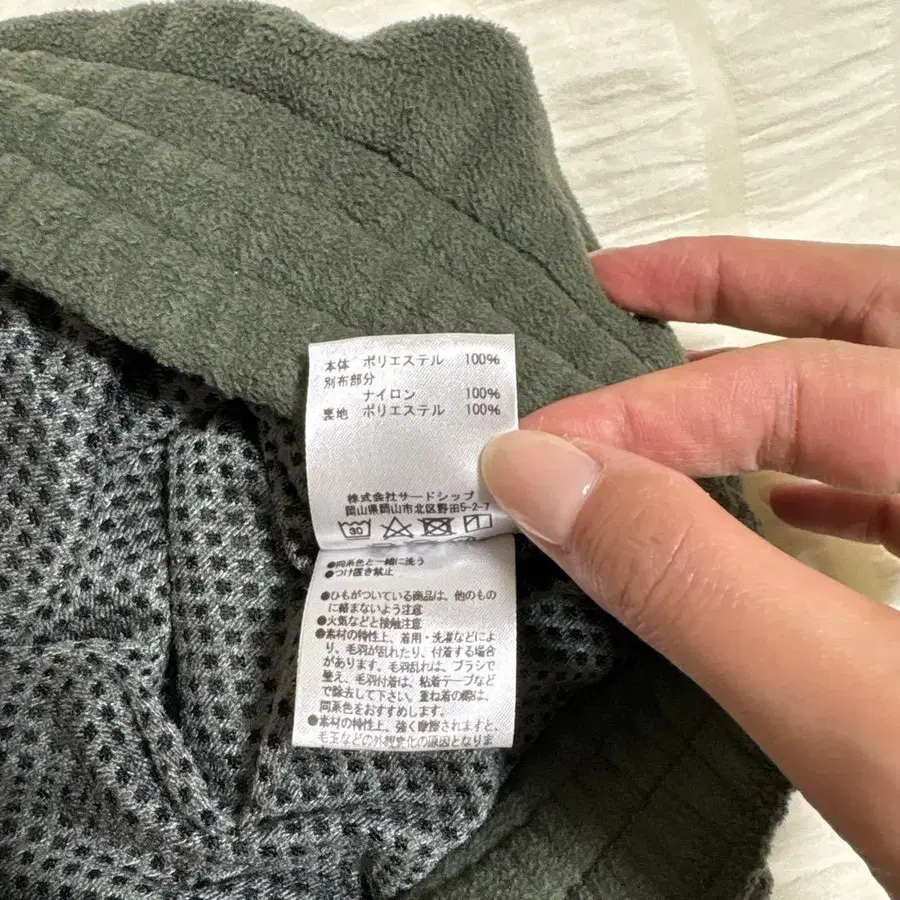 本体 ポリエステル 100%
別布部分
ナイロン 100%
裏地 ポリエステル 100%
株式会社サードシップ
岡山県岡山市北区野田5-2-7
30
●同系色と一緒に洗う
●つけ置き禁止
●ひもがついている商品は、他のもの
に絡まないよう注意
●火気などと接触注意
●素材の特性上、着用・洗濯などによ
り、毛羽が乱れたり、付着する場合
があります。毛羽乱れは、ブラシで
整え、毛羽付着は、粘着テープなど
で除去して下さい。重ね着の際は、
同系色をおすすめします。
●素材の特性上、強く摩擦されますと、
毛玉などの外観変化の原因となりま